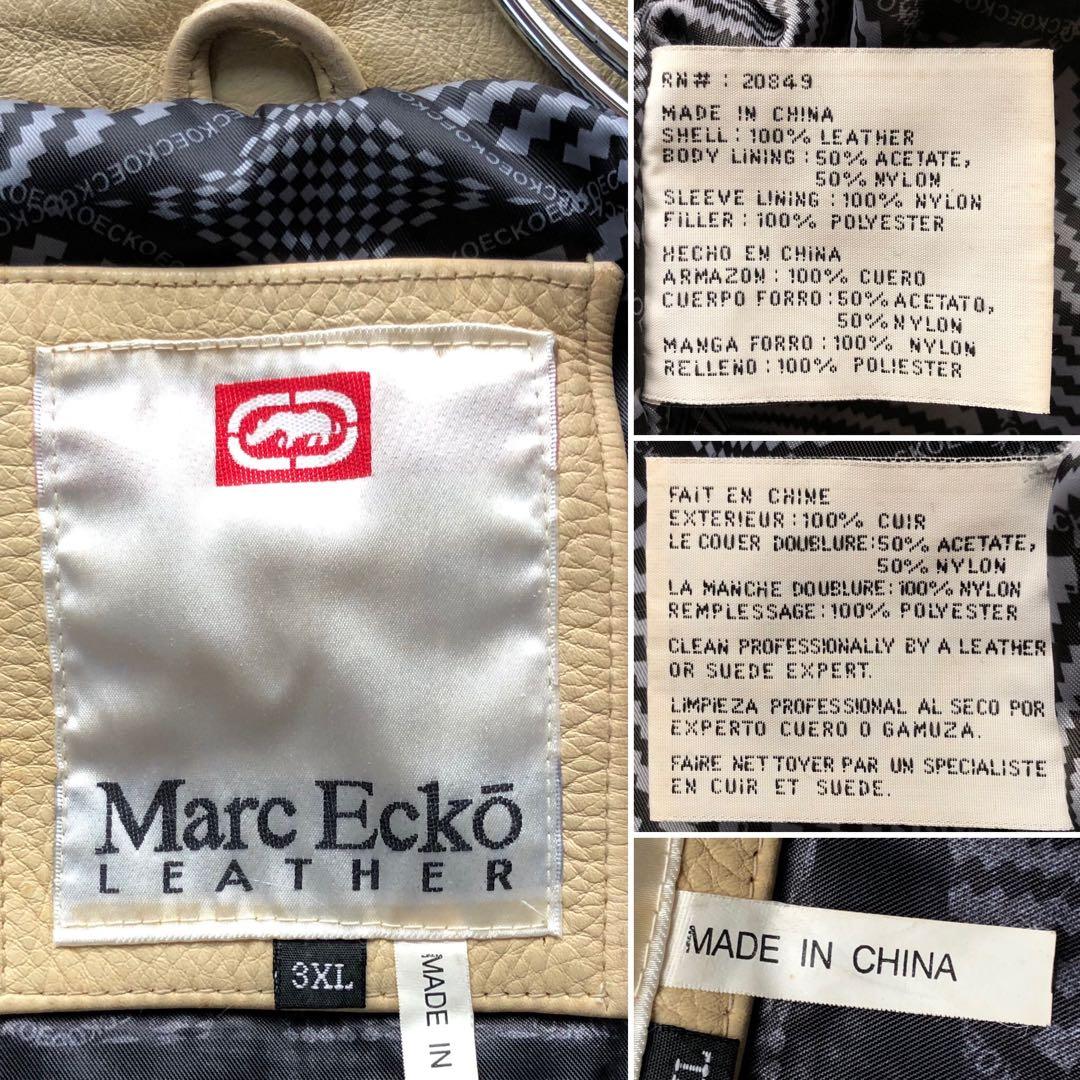 ECKOECKOECKO
ECKOECKO
Marc Eckō
LEATHER
3XL
MADE IN
RN# : 20849
MADE IN CHINA
SHELL : 100% LEATHER
BODY LINING : 50% ACETATE,
50% NYLON
SLEEVE LINING : 100% NYLON
FILLER : 100% POLYESTER
HECHO EN CHINA
ARMAZON : 100% CUERO
CUERPO FORRO : 50% ACETATO,
50% NYLON
MANGA FORRO : 100% NYLON
RELLENO : 100% POLIESTER
FAIT EN CHINE
EXTERIEUR : 100% CUIR
LE COUER DOUBLURE : 50% ACETATE,
50% NYLON
LA MANCHE DOUBLURE : 100% NYLON
REMPLESSAGE : 100% POLYESTER
CLEAN PROFESSIONALLY BY A LEATHER
OR SUEDE EXPERT.
LIMPIEZA PROFESSIONAL AL SECO POR
EXPERTO CUERO O GAMUZA.
FAIRE NETTOYER PAR UN SPECIALISTE
EN CUIR ET SUEDE.
MADE IN CHINA